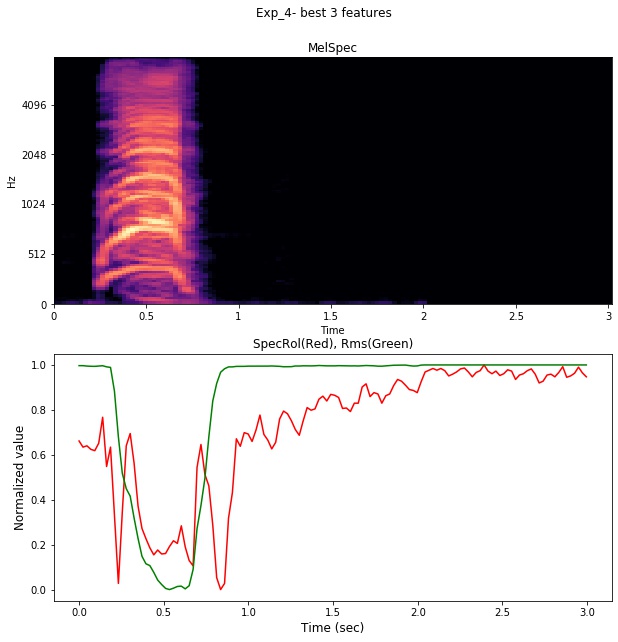 Exp_4- best 3 features
MelSpec
4096
2048
1024
512
0
Hz
0 0.5 1 1.5 2 2.5 3
Time
SpecRol(Red), Rms(Green)
1.0
0.8
0.6
0.4
0.2
0.0
Normalized value
0.0 0.5 1.0 1.5 2.0 2.5 3.0
Time (sec)